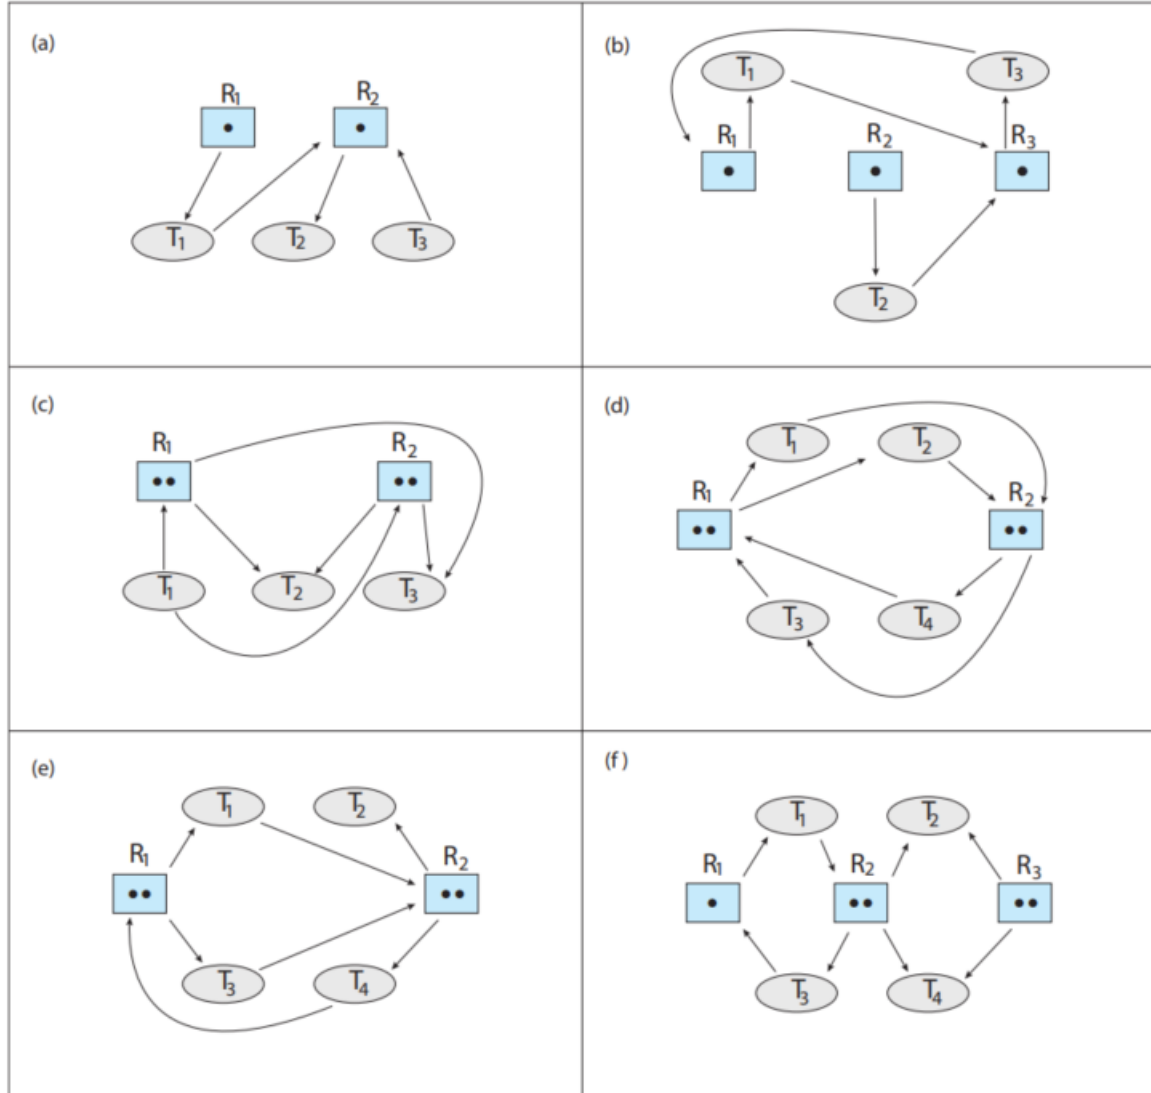 (a)
R1 R2
T1 T2 T3
(b)
T1 T3
R1 R2 R3
T2
(c)
R1 R2
T1 T2 T3
(d)
T1 T2
R1 R2
T3 T4
(e)
T1 T2
R1 R2
T3 T4
(f)
T1 T2
R1 R2 R3
T3 T4